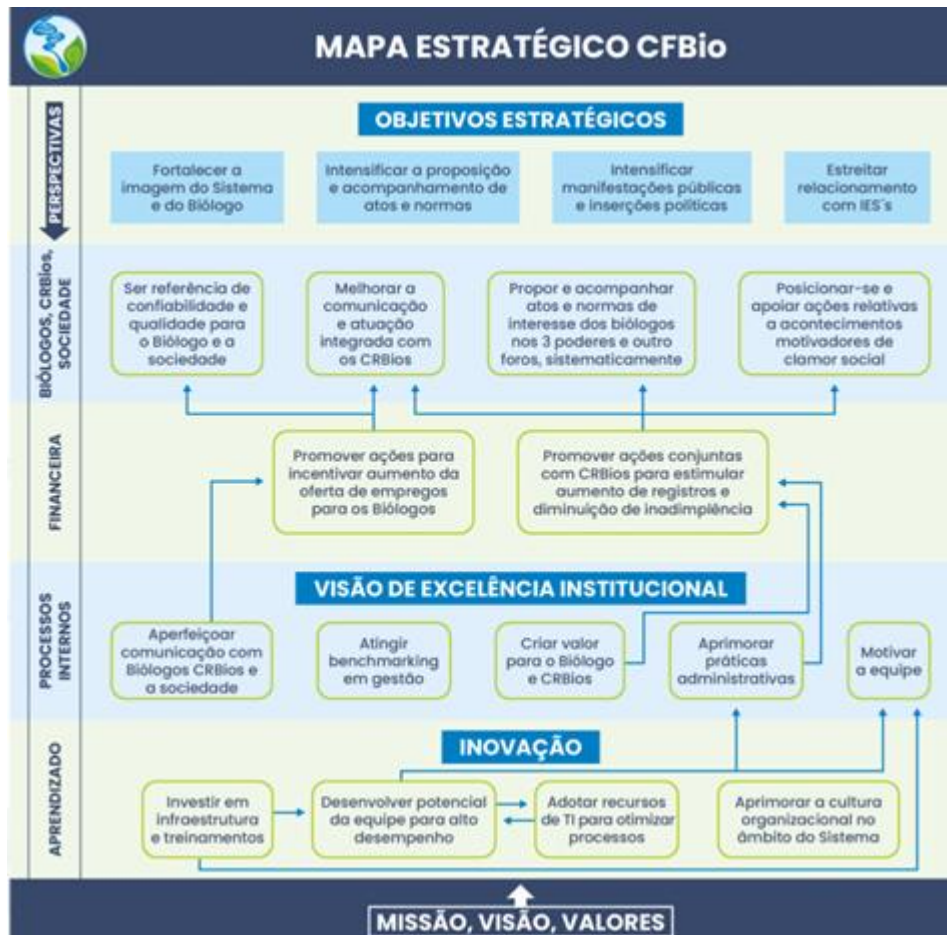 MAPA ESTRATÉGICO CFBio
PERSPECTIVAS
OBJETIVOS ESTRATÉGICOS
Fortalecer a
imagem do Sistema
e do Biólogo
Intensificar a proposição
e acompanhamento de
atos e normas
Intensificar
manifestações públicas
e inserções políticas
Estreitar
relacionamento
com IES´s
BIÓLOGOS, CRBios,
SOCIEDADE
Ser referência de
confiabilidade e
qualidade para
o Biólogo e a
sociedade
Melhorar a
comunicação
e atuação
integrada com
os CRBios
Propor e acompanhar
atos e normas de
interesse dos biólogos
nos 3 poderes e outro
foros, sistematicamente
Posicionar-se e
apoiar ações relativas
a acontecimentos
motivadores de
clamor social
FINANCEIRA
Promover ações para
incentivar aumento da
oferta de empregos
para os Biólogos
Promover ações conjuntas
com CRBios para estimular
aumento de registros e
diminuição de inadimplência
PROCESSOS
INTERNOS
VISÃO DE EXCELÊNCIA INSTITUCIONAL
Aperfeiçoar
comunicação com
Biólogos CRBios e
a sociedade
Atingir
benchmarking
em gestão
Criar valor
para o Biólogo
e CRBios
Aprimorar
práticas
administrativas
Motivar
a equipe
APRENDIZADO
INOVAÇÃO
Investir em
infraestrutura
e treinamentos
Desenvolver potencial
da equipe para alto
desempenho
Adotar recursos
de TI para otimizar
processos
Aprimorar a cultura
organizacional no
âmbito do Sistema
MISSÃO, VISÃO, VALORES